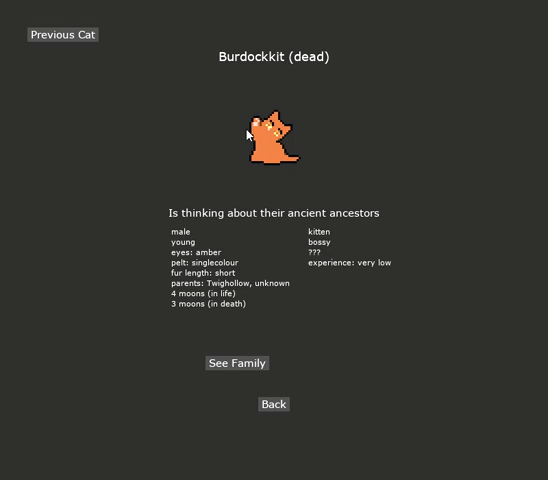 Previous Cat
Burdockkit (dead)
Is thinking about their ancient ancestors
male
young
eyes: amber
pelt: singlecolour
fur length: short
parents: Twighollow, unknown
4 moons (in life)
3 moons (in death)
kitten
bossy
???
experience: very low
See Family
Back